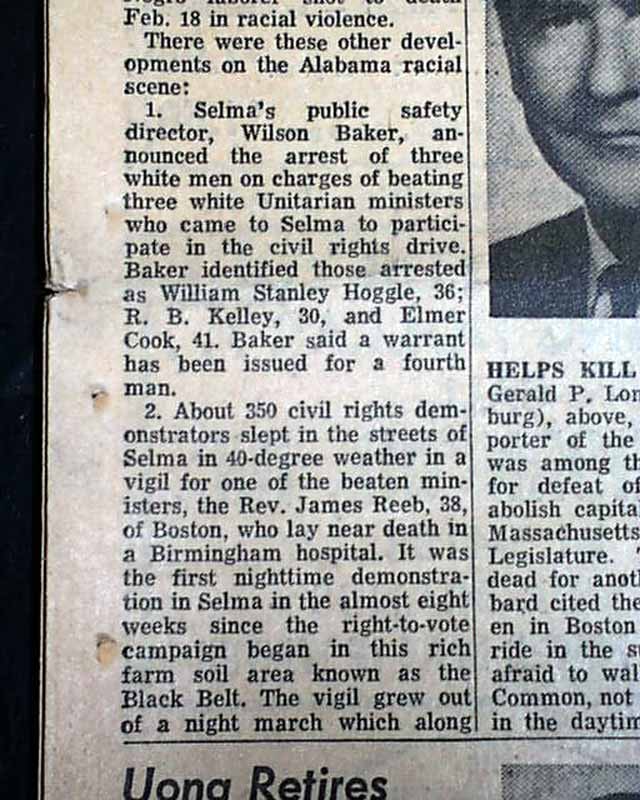 Negro laborer shot to death
Feb. 18 in racial violence.
There were these other devel-
opments on the Alabama racial
scene:
1. Selma's public safety
director, Wilson Baker, an-
nounced the arrest of three
white men on charges of beating
three white Unitarian ministers
who came to Selma to partici-
pate in the civil rights drive.
Baker identified those arrested
as William Stanley Hoggle, 36;
R. B. Kelley, 30, and Elmer
Cook, 41. Baker said a warrant
has been issued for a fourth
man.
2. About 350 civil rights dem-
onstrators slept in the streets of
Selma in 40-degree weather in a
vigil for one of the beaten min-
isters, the Rev. James Reeb, 38,
of Boston, who lay near death in
a Birmingham hospital. It was
the first nighttime demonstra-
tion in Selma in the almost eight
weeks since the right-to-vote
campaign began in this rich
farm soil area known as the
Black Belt. The vigil grew out
of a night march which along
HELPS KILL
Gerald P. Lom
burg), above,
porter of the
was among th
for defeat of
abolish capita
Massachusetts
Legislature.
dead for anot
bard cited the
en in Boston
ride in the s
afraid to wal
Common, not
in the daytim
Uong Retires